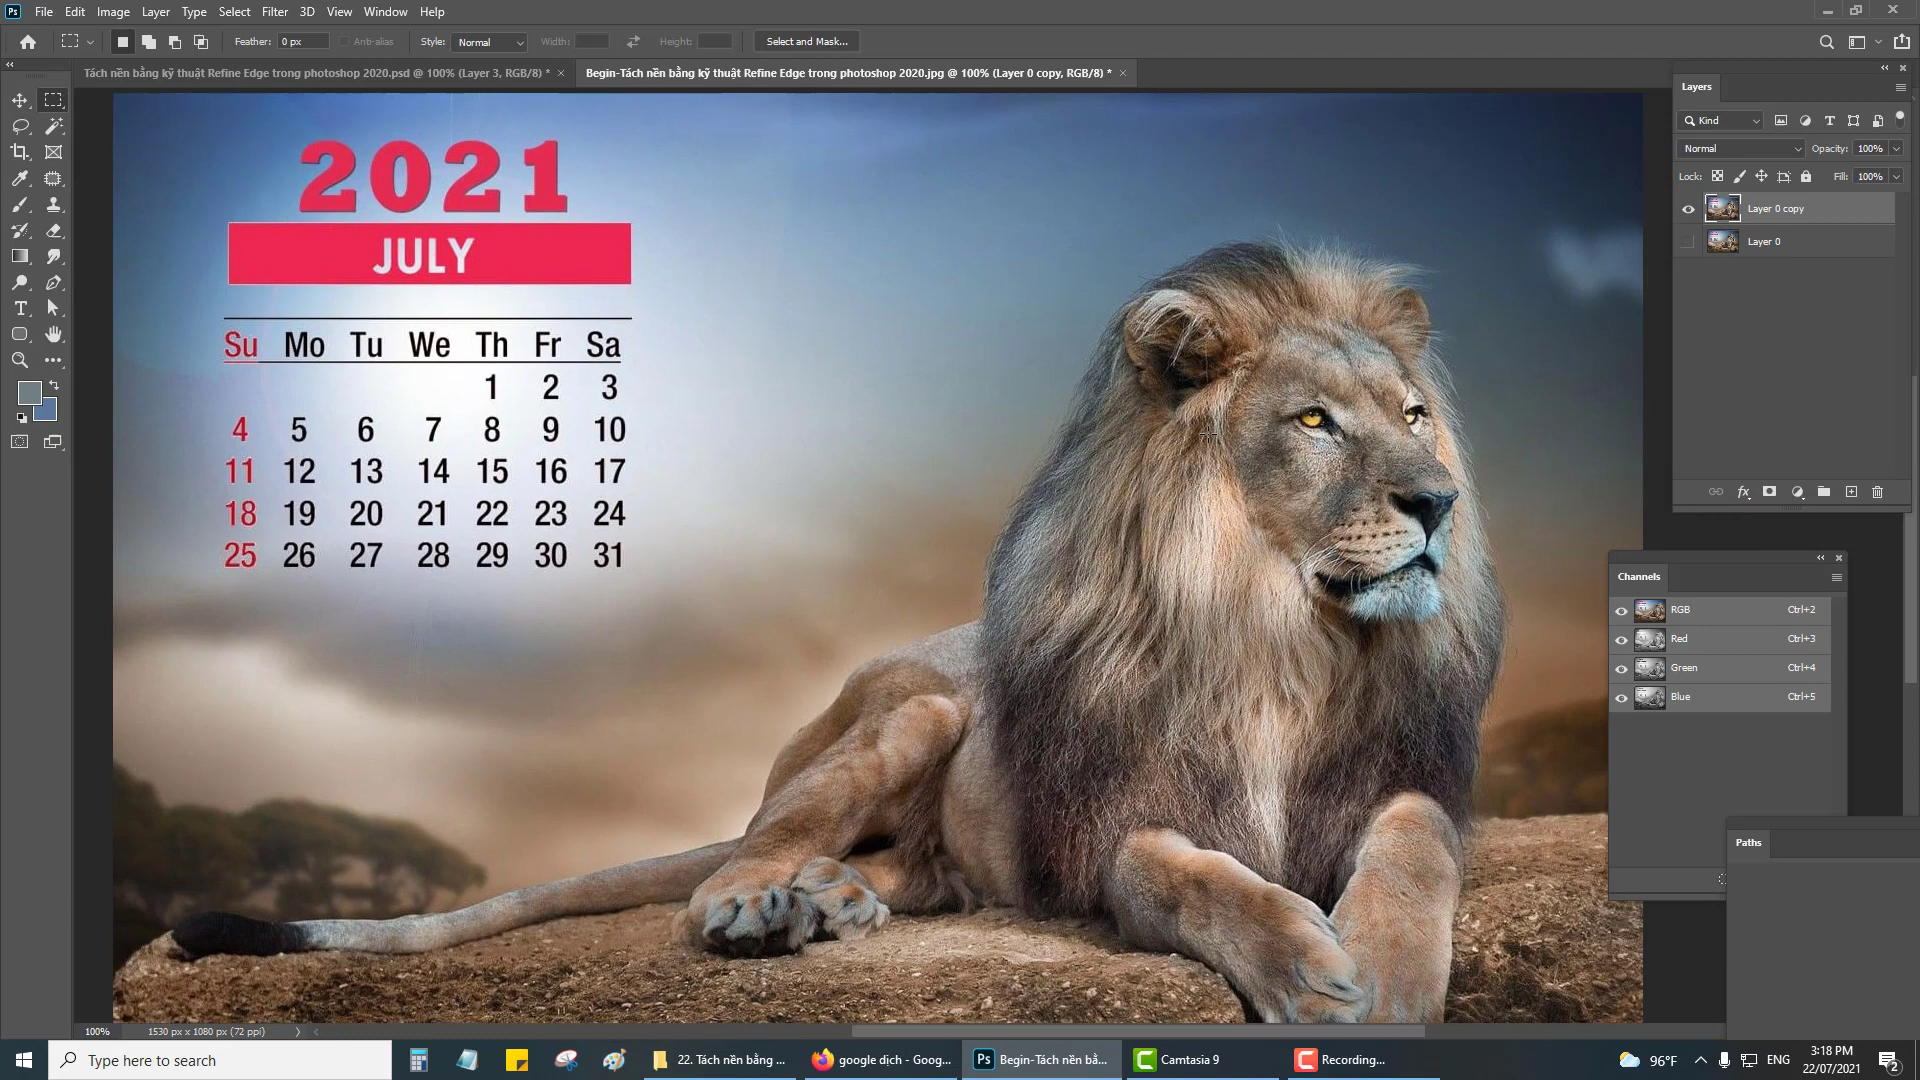 Ps File Edit Image Layer Type Select Filter 3D View Window Help
Feather: 0 px Anti-alias Style: Normal Width: Height: Select and Mask...
Tách nền bằng kỹ thuật Refine Edge trong photoshop 2020.psd @ 100% (Layer 3, RGB/8) * ×
Begin-Tách nền bằng kỹ thuật Refine Edge trong photoshop 2020.jpg @ 100% (Layer 0 copy, RGB/8) * ×
2021
JULY
Su Mo Tu We Th Fr Sa
1 2 3
4 5 6 7 8 9 10
11 12 13 14 15 16 17
18 19 20 21 22 23 24
25 26 27 28 29 30 31
Layers
Kind
Normal Opacity: 100%
Lock: Fill: 100%
Layer 0 copy
Layer 0
Channels
RGB Ctrl+2
Red Ctrl+3
Green Ctrl+4
Blue Ctrl+5
Paths
100% 1530 px x 1080 px (72 ppi)
Type here to search
22. Tách nền bằng ...
google dịch - Goog...
Ps Begin-Tách nền bằ...
Camtasia 9
Recording...
96°F
ENG
3:18 PM
22/07/2021
2